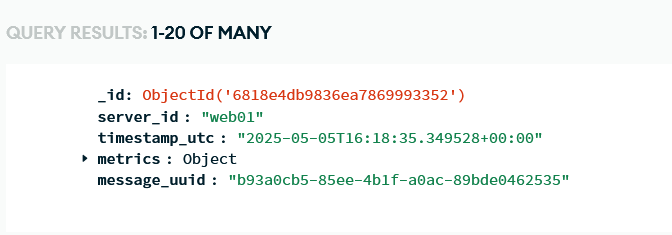 QUERY RESULTS: 1-20 OF MANY
_id: ObjectId('6818e4db9836ea7869993352')
server_id : "web01"
timestamp_utc : "2025-05-05T16:18:35.349528+00:00"
metrics : Object
message_uuid : "b93a0cb5-85ee-4b1f-a0ac-89bde0462535"